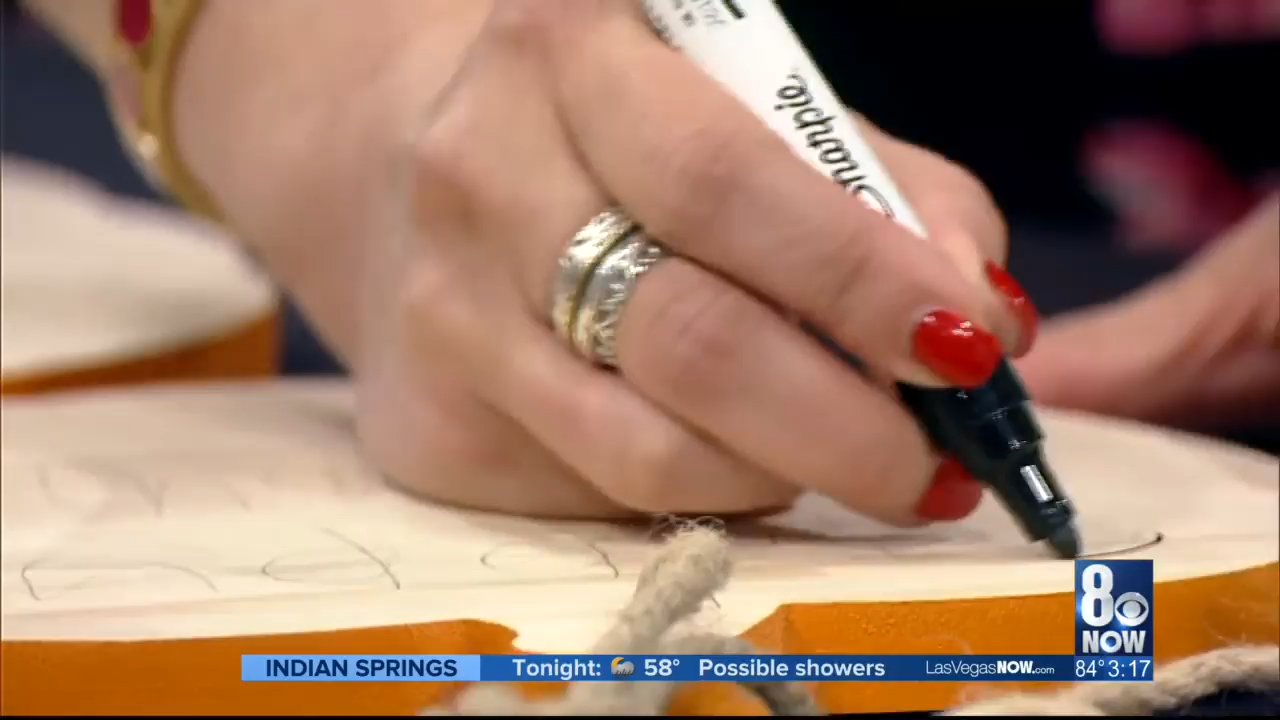 Sharpie
8
NOW
INDIAN SPRINGS Tonight: 58° Possible showers LasVegasNOW.com 84° 3:17